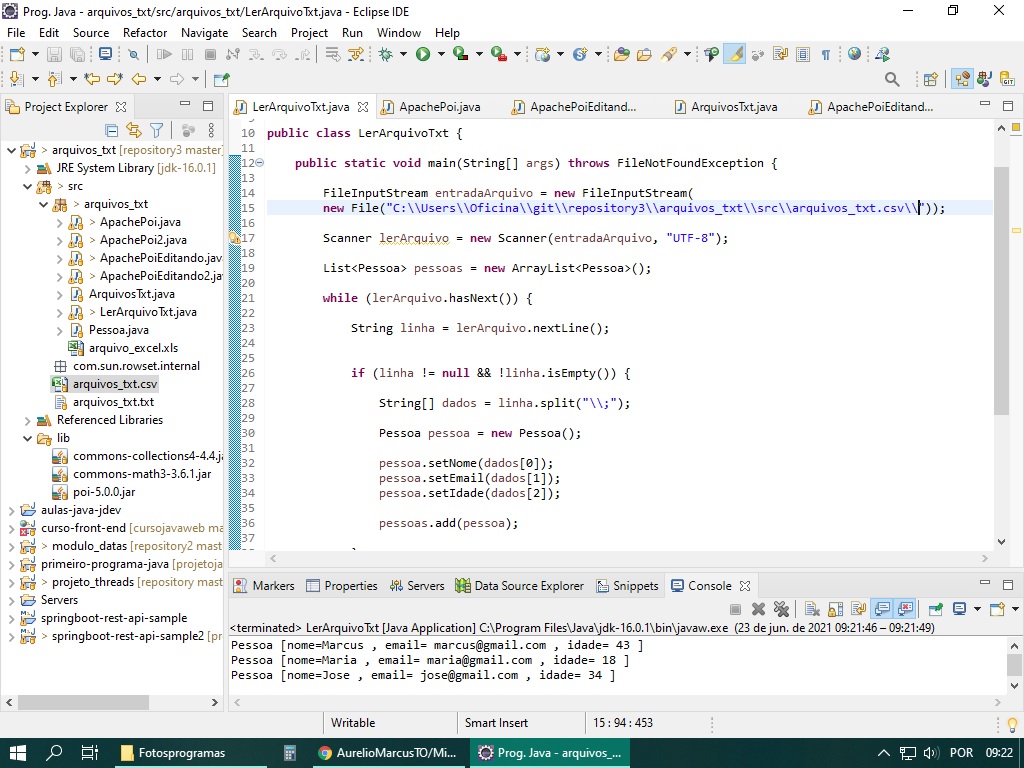 Prog. Java - arquivos_txt/src/arquivos_txt/LerArquivoTxt.java - Eclipse IDE
File Edit Source Refactor Navigate Search Project Run Window Help
Project Explorer
LerArquivoTxt.java
ApachePoi.java
ApachePoiEditand...
ArquivosTxt.java
ApachePoiEditand...
> arquivos_txt [repository3 master]
JRE System Library [jdk-16.0.1]
> src
> arquivos_txt
> ApachePoi.java
> ApachePoi2.java
> ApachePoiEditando.jav
> ApachePoiEditando2.ja
ArquivosTxt.java
> LerArquivoTxt.java
Pessoa.java
arquivo_excel.xls
com.sun.rowset.internal
arquivos_txt.csv
arquivos_txt.txt
Referenced Libraries
lib
commons-collections4-4.4.j
commons-math3-3.6.1.jar
poi-5.0.0.jar
aulas-java-jdev
curso-front-end [cursojavaweb ma
> modulo_datas [repository2 mast
primeiro-programa-java [projetoja
> projeto_threads [repository mast
Servers
springboot-rest-api-sample
> springboot-rest-api-sample2 [pr
10 public class LerArquivoTxt {
11
12 public static void main(String[] args) throws FileNotFoundException {
13
14 FileInputStream entradaArquivo = new FileInputStream(
15 new File("C:\\Users\\Oficina\\git\\repository3\\arquivos_txt\\src\\arquivos_txt.csv\\"));
16
17 Scanner lerArquivo = new Scanner(entradaArquivo, "UTF-8");
18
19 List<Pessoa> pessoas = new ArrayList<Pessoa>();
20
21 while (lerArquivo.hasNext()) {
22
23 String linha = lerArquivo.nextLine();
24
25
26 if (linha != null && !linha.isEmpty()) {
27
28 String[] dados = linha.split("\\;");
29
30 Pessoa pessoa = new Pessoa();
31
32 pessoa.setNome(dados[0]);
33 pessoa.setEmail(dados[1]);
34 pessoa.setIdade(dados[2]);
35
36 pessoas.add(pessoa);
37
Markers
Properties
Servers
Data Source Explorer
Snippets
Console
<terminated> LerArquivoTxt [Java Application] C:\Program Files\Java\jdk-16.0.1\bin\javaw.exe (23 de jun. de 2021 09:21:46 – 09:21:49)
Pessoa [nome=Marcus , email= marcus@gmail.com , idade= 43 ]
Pessoa [nome=Maria , email= maria@gmail.com , idade= 18 ]
Pessoa [nome=Jose , email= jose@gmail.com , idade= 34 ]
Writable
Smart Insert
15 : 94 : 453
Fotosprogramas
AurelioMarcusTO/Mi...
Prog. Java - arquivos_...
POR
09:22